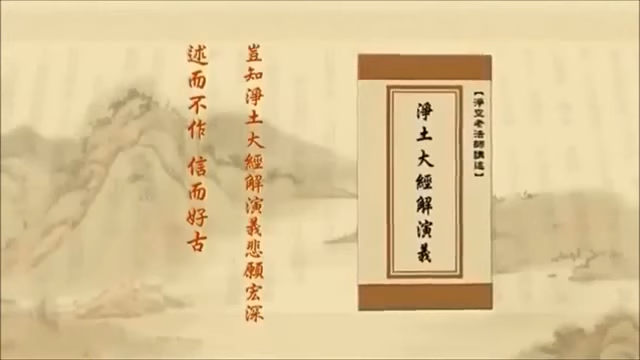 【淨空老法師講述】
淨土大經解演義
豈知淨土大經解演義悲願宏深
述而不作 信而好古